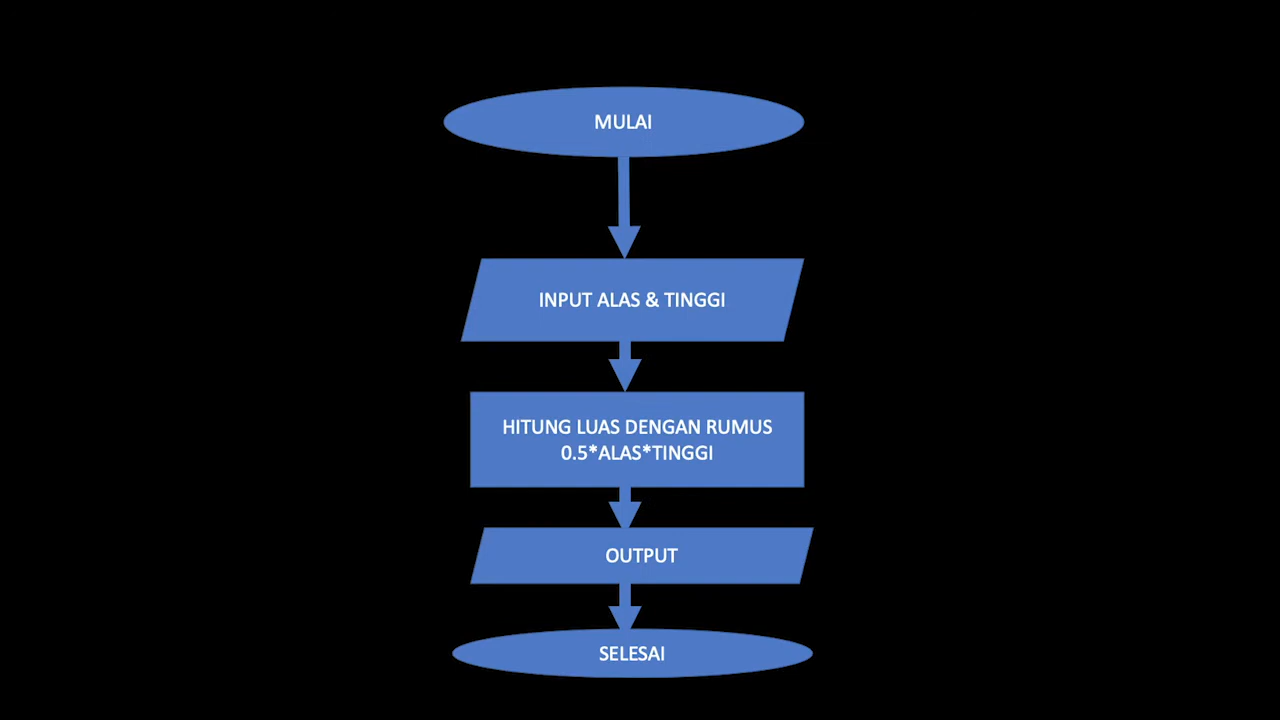 MULAI
INPUT ALAS & TINGGI
HITUNG LUAS DENGAN RUMUS
0.5*ALAS*TINGGI
OUTPUT
SELESAI